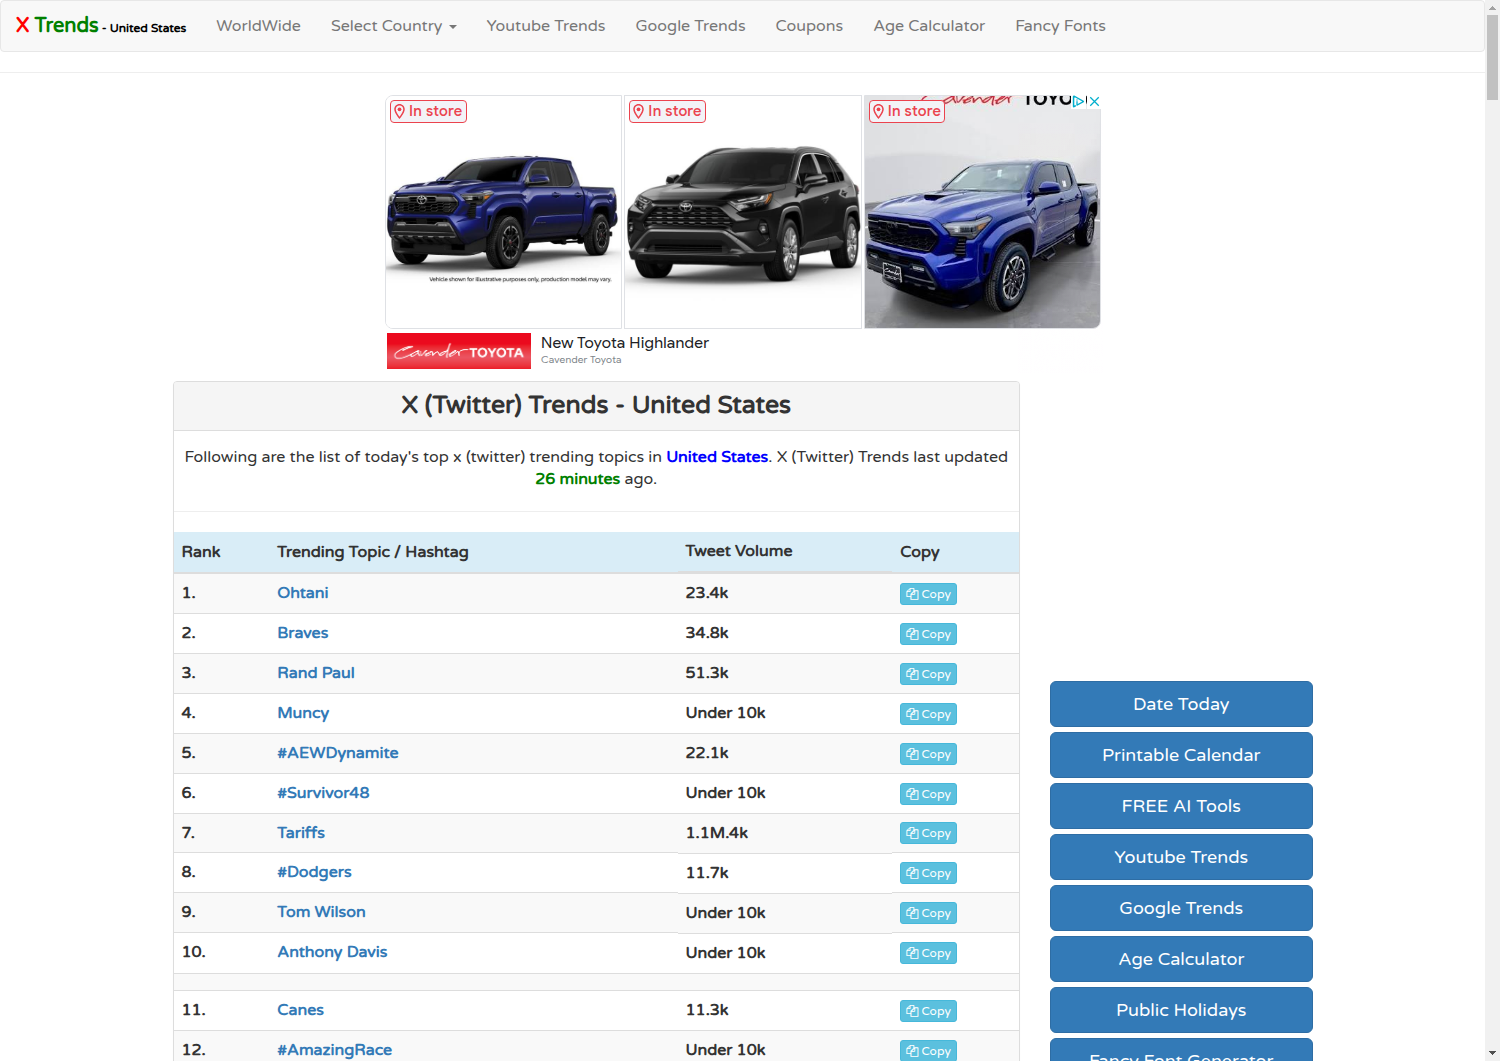 X Trends - United States
WorldWide
Select Country
Youtube Trends
Google Trends
Coupons
Age Calculator
Fancy Fonts
In store
In store
In store
Cavender TOYOTA
Vehicle shown for illustrative purposes only, production model may vary.
Cavender TOYOTA
New Toyota Highlander
Cavender Toyota
X (Twitter) Trends - United States
Following are the list of today's top x (twitter) trending topics in United States. X (Twitter) Trends last updated
26 minutes ago.
Rank Trending Topic / Hashtag Tweet Volume Copy
1. Ohtani 23.4k Copy
2. Braves 34.8k Copy
3. Rand Paul 51.3k Copy
4. Muncy Under 10k Copy
5. #AEWDynamite 22.1k Copy
6. #Survivor48 Under 10k Copy
7. Tariffs 1.1M.4k Copy
8. #Dodgers 11.7k Copy
9. Tom Wilson Under 10k Copy
10. Anthony Davis Under 10k Copy
11. Canes 11.3k Copy
12. #AmazingRace Under 10k Copy
Date Today
Printable Calendar
FREE AI Tools
Youtube Trends
Google Trends
Age Calculator
Public Holidays
Fancy Font Generator